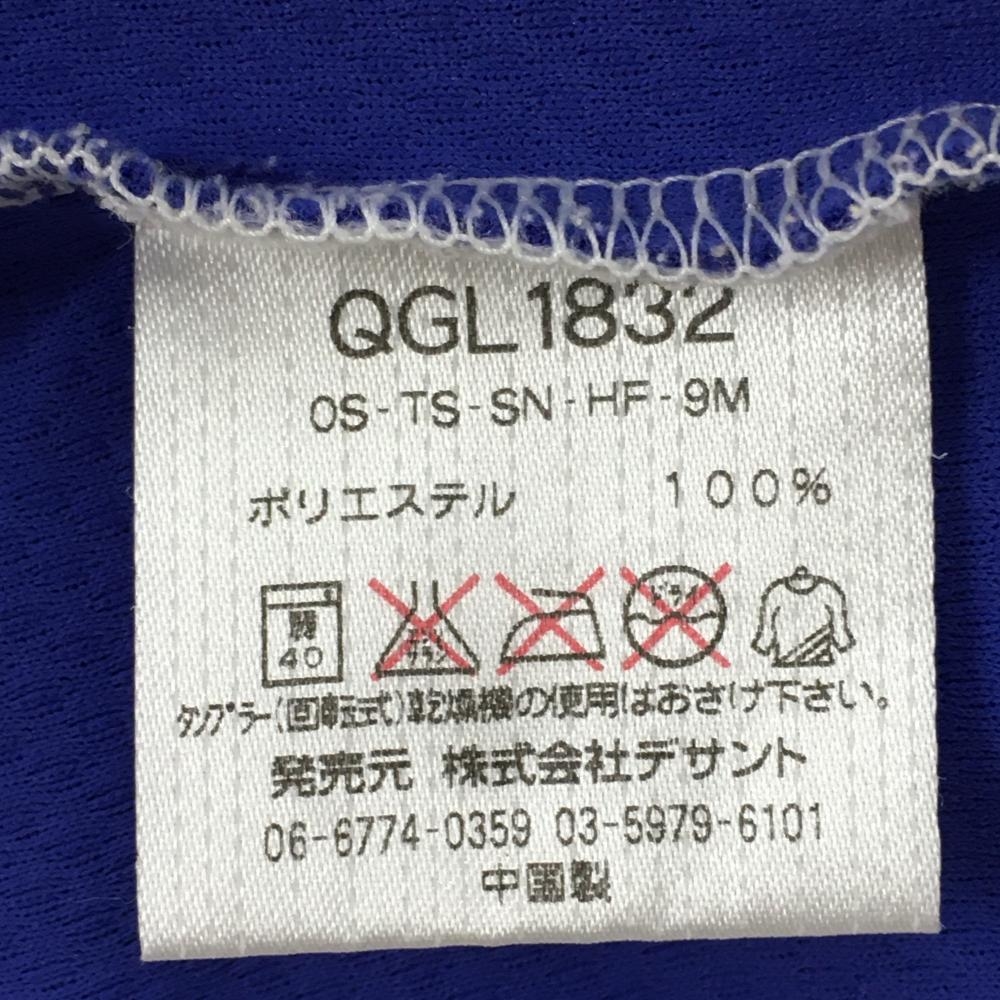 QGL1832
0S-TS-SN-HF-9M
ポリエステル 100%
40
タンブラー(回転式)乾燥機の使用はおさけ下さい。
発売元 株式会社デサント
06-6774-0359 03-5979-6101
中国製